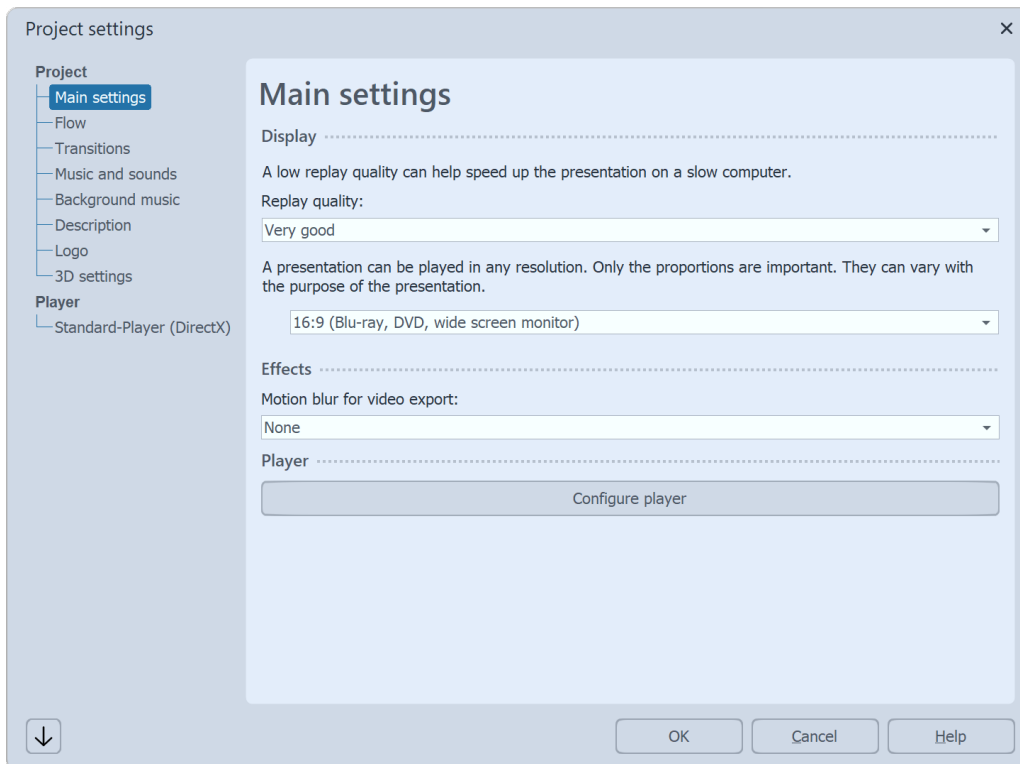 Project settings
Project
Main settings
Flow
Transitions
Music and sounds
Background music
Description
Logo
3D settings
Player
Standard-Player (DirectX)
Main settings
Display
A low replay quality can help speed up the presentation on a slow computer.
Replay quality:
Very good
A presentation can be played in any resolution. Only the proportions are important. They can vary with
the purpose of the presentation.
16:9 (Blu-ray, DVD, wide screen monitor)
Effects
Motion blur for video export:
None
Player
Configure player
OK
Cancel
Help